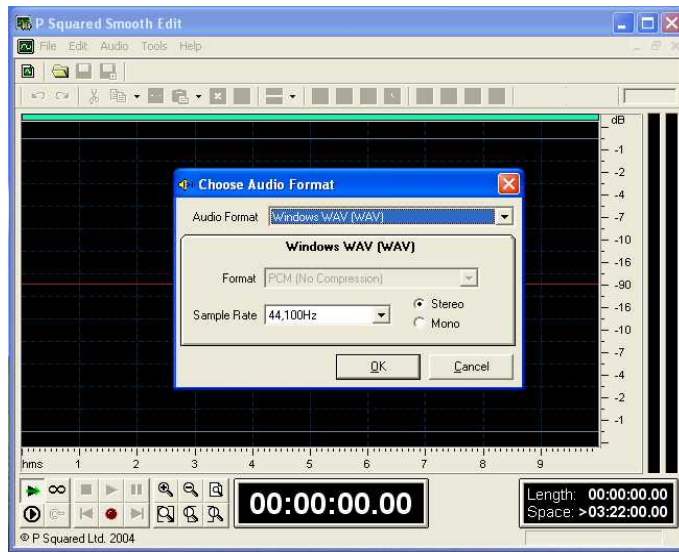 P Squared Smooth Edit
File Edit Audio Tools Help
dB
-1
-2
-4
-7
-10
-16
-90
-16
-10
-7
-4
-2
-1
Choose Audio Format
Audio Format Windows WAV (WAV)
Windows WAV (WAV)
Format PCM (No Compression)
Sample Rate 44,100Hz
Stereo
Mono
OK Cancel
hms 1 2 3 4 5 6 7 8 9
00:00:00.00
Length: 00:00:00.00
Space: >03:22:00.00
© P Squared Ltd. 2004